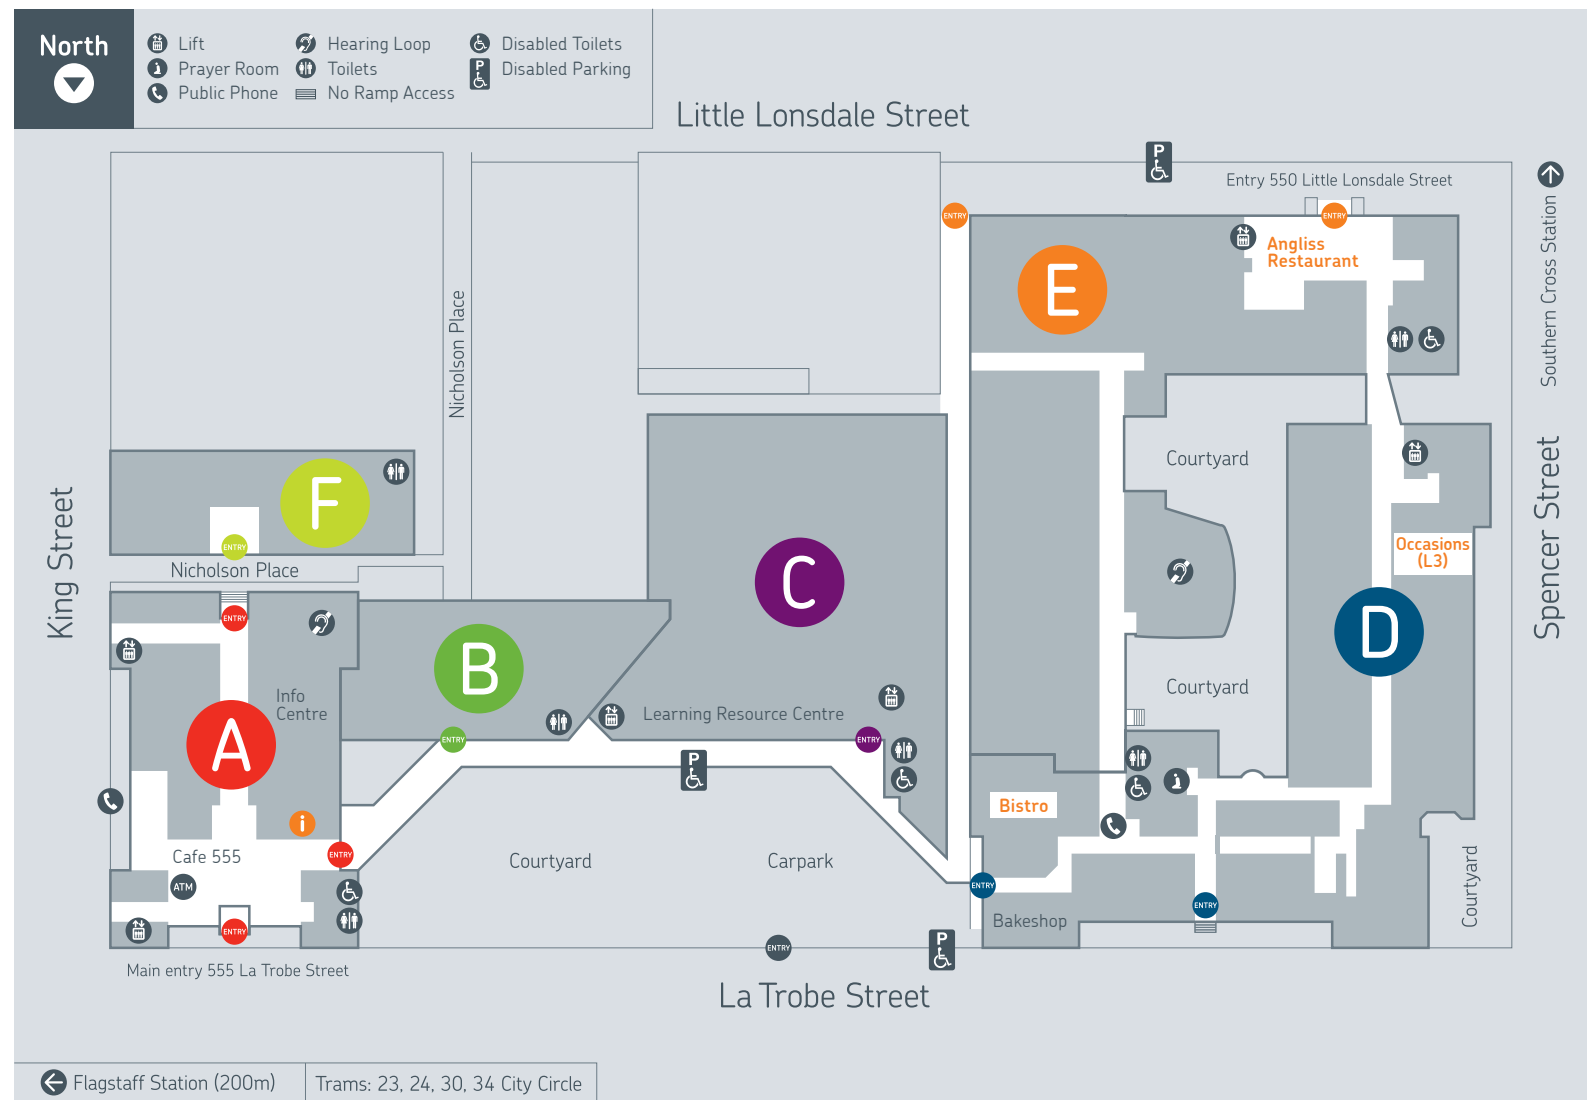 North
Lift
Prayer Room
Public Phone
Hearing Loop
Toilets
No Ramp Access
Disabled Toilets
P
Disabled Parking
Little Lonsdale Street
P
Entry 550 Little Lonsdale Street
ENTRY
ENTRY
Angliss
Restaurant
E
Southern Cross Station
Nicholson Place
Courtyard
F
ENTRY
Nicholson Place
King Street
Spencer Street
Occasions
(L3)
C
D
ENTRY
B
Info
Centre
A
Courtyard
Learning Resource Centre
ENTRY
ENTRY
P
i
Bistro
Cafe 555
ENTRY
ATM
Courtyard
Carpark
ENTRY
ENTRY
Bakeshop
Courtyard
ENTRY
ENTRY
P
Main entry 555 La Trobe Street
La Trobe Street
Flagstaff Station (200m)
Trams: 23, 24, 30, 34 City Circle